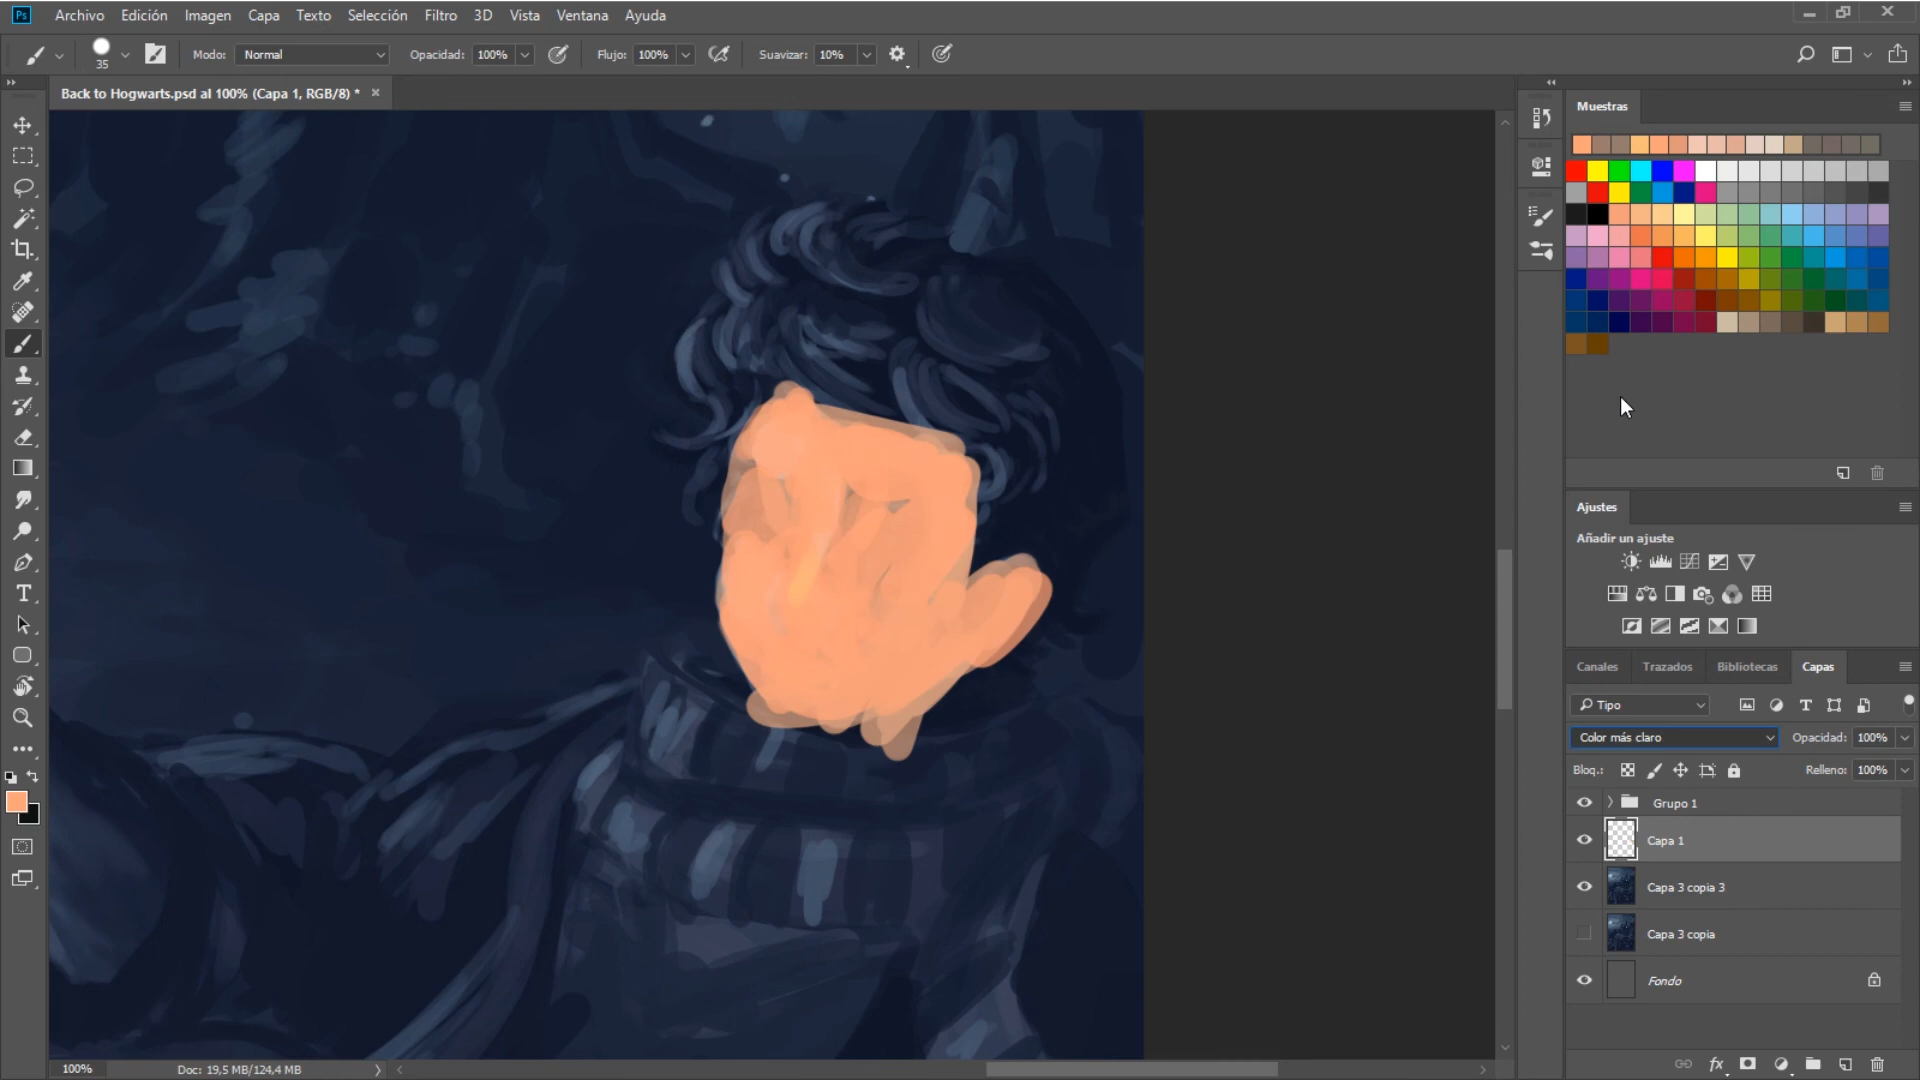 Ps Archivo Edición Imagen Capa Texto Selección Filtro 3D Vista Ventana Ayuda
35 Modo: Normal Opacidad: 100% Flujo: 100% Suavizar: 10%
Back to Hogwarts.psd al 100% (Capa 1, RGB/8) *
Muestras
Ajustes
Añadir un ajuste
Canales Trazados Bibliotecas Capas
Tipo
Color más claro Opacidad: 100%
Bloq.: Relleno: 100%
Grupo 1
Capa 1
Capa 3 copia 3
Capa 3 copia
Fondo
fx
100% Doc: 19,5 MB/124,4 MB